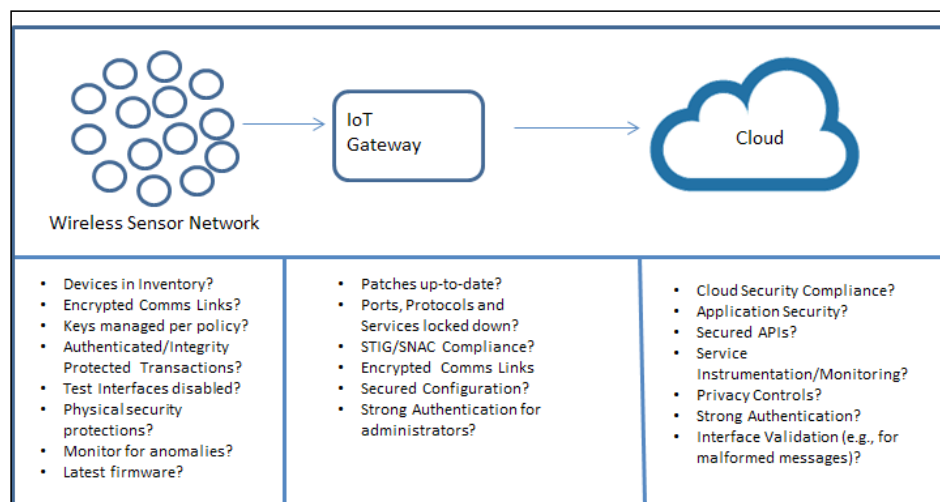 IoT
Gateway
Cloud
Wireless Sensor Network
• Devices in Inventory?
• Encrypted Comms Links?
• Keys managed per policy?
• Authenticated/Integrity
Protected Transactions?
• Test Interfaces disabled?
• Physical security
protections?
• Monitor for anomalies?
• Latest firmware?
• Patches up-to-date?
• Ports, Protocols and
Services locked down?
• STIG/SNAC Compliance?
• Encrypted Comms Links
• Secured Configuration?
• Strong Authentication for
administrators?
• Cloud Security Compliance?
• Application Security?
• Secured APIs?
• Service
Instrumentation/Monitoring?
• Privacy Controls?
• Strong Authentication?
• Interface Validation (e.g., for
malformed messages)?